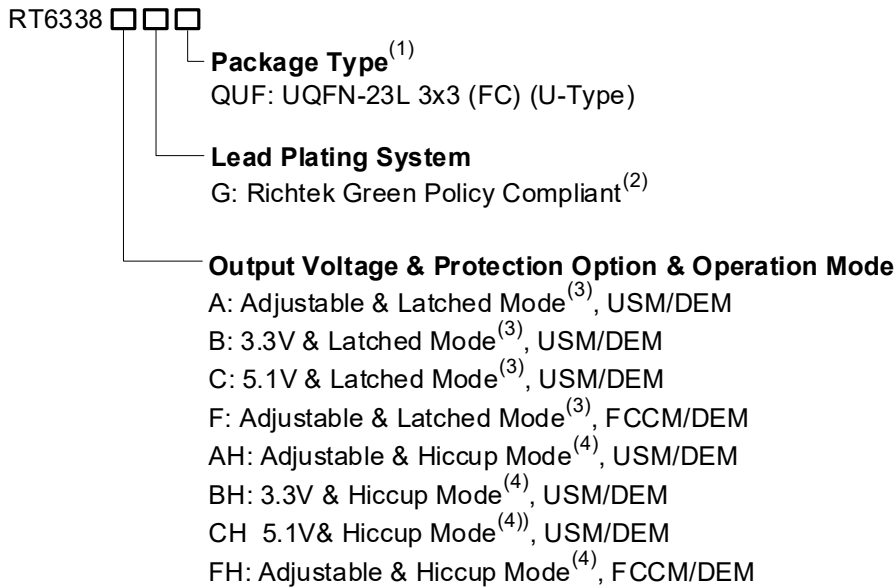 RT6338 □□□
Package Type(1)
QUF: UQFN-23L 3x3 (FC) (U-Type)
Lead Plating System
G: Richtek Green Policy Compliant(2)
Output Voltage & Protection Option & Operation Mode
A: Adjustable & Latched Mode(3), USM/DEM
B: 3.3V & Latched Mode(3), USM/DEM
C: 5.1V & Latched Mode(3), USM/DEM
F: Adjustable & Latched Mode(3), FCCM/DEM
AH: Adjustable & Hiccup Mode(4), USM/DEM
BH: 3.3V & Hiccup Mode(4), USM/DEM
CH 5.1V& Hiccup Mode(4)), USM/DEM
FH: Adjustable & Hiccup Mode(4), FCCM/DEM